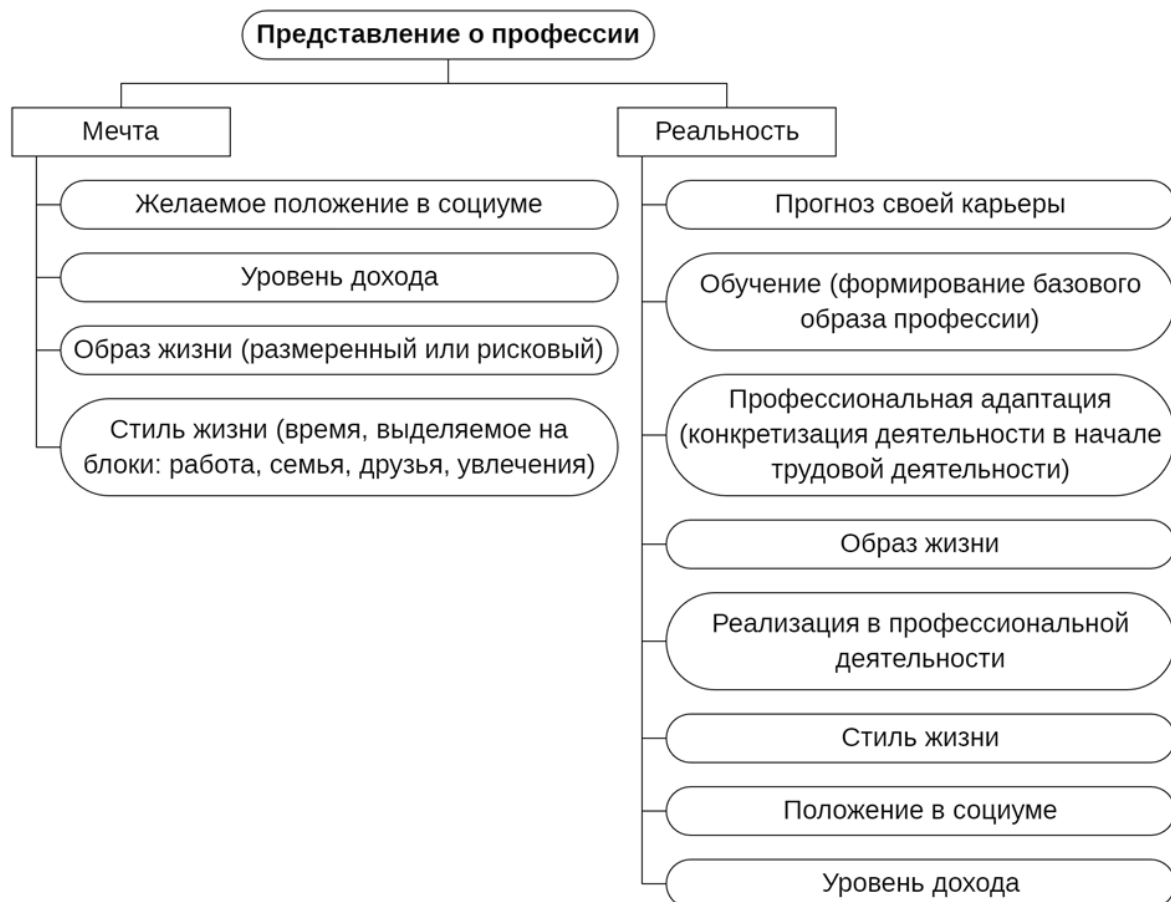 Представление о профессии
Мечта
Желаемое положение в социуме
Уровень дохода
Образ жизни (размеренный или рисковый)
Стиль жизни (время, выделяемое на
блоки: работа, семья, друзья, увлечения)
Реальность
Прогноз своей карьеры
Обучение (формирование базового
образа профессии)
Профессиональная адаптация
(конкретизация деятельности в начале
трудовой деятельности)
Образ жизни
Реализация в профессиональной
деятельности
Стиль жизни
Положение в социуме
Уровень дохода